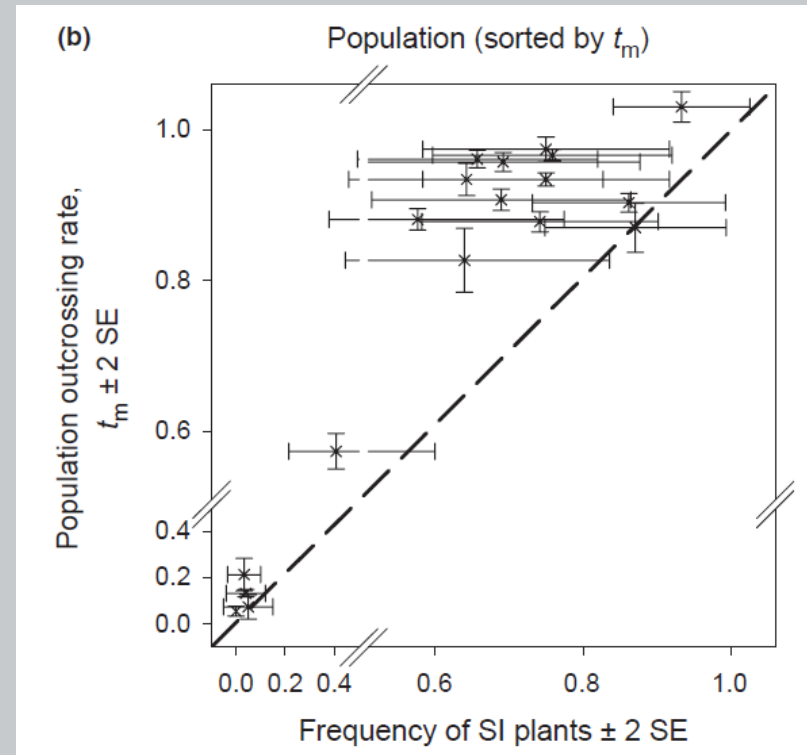 (b)
Population (sorted by tm)
1.0
0.8
0.6
0.4
0.2
0.0
Population outcrossing rate,
tm ± 2 SE
0.0 0.2 0.4 0.6 0.8 1.0
Frequency of SI plants ± 2 SE